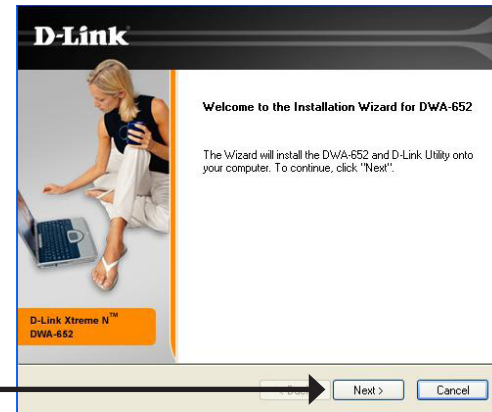 D-Link
Welcome to the Installation Wizard for DWA-652
The Wizard will install the DWA-652 and D-Link Utility onto
your computer. To continue, click "Next".
D-Link Xtreme N™
DWA-652
Next >
Cancel